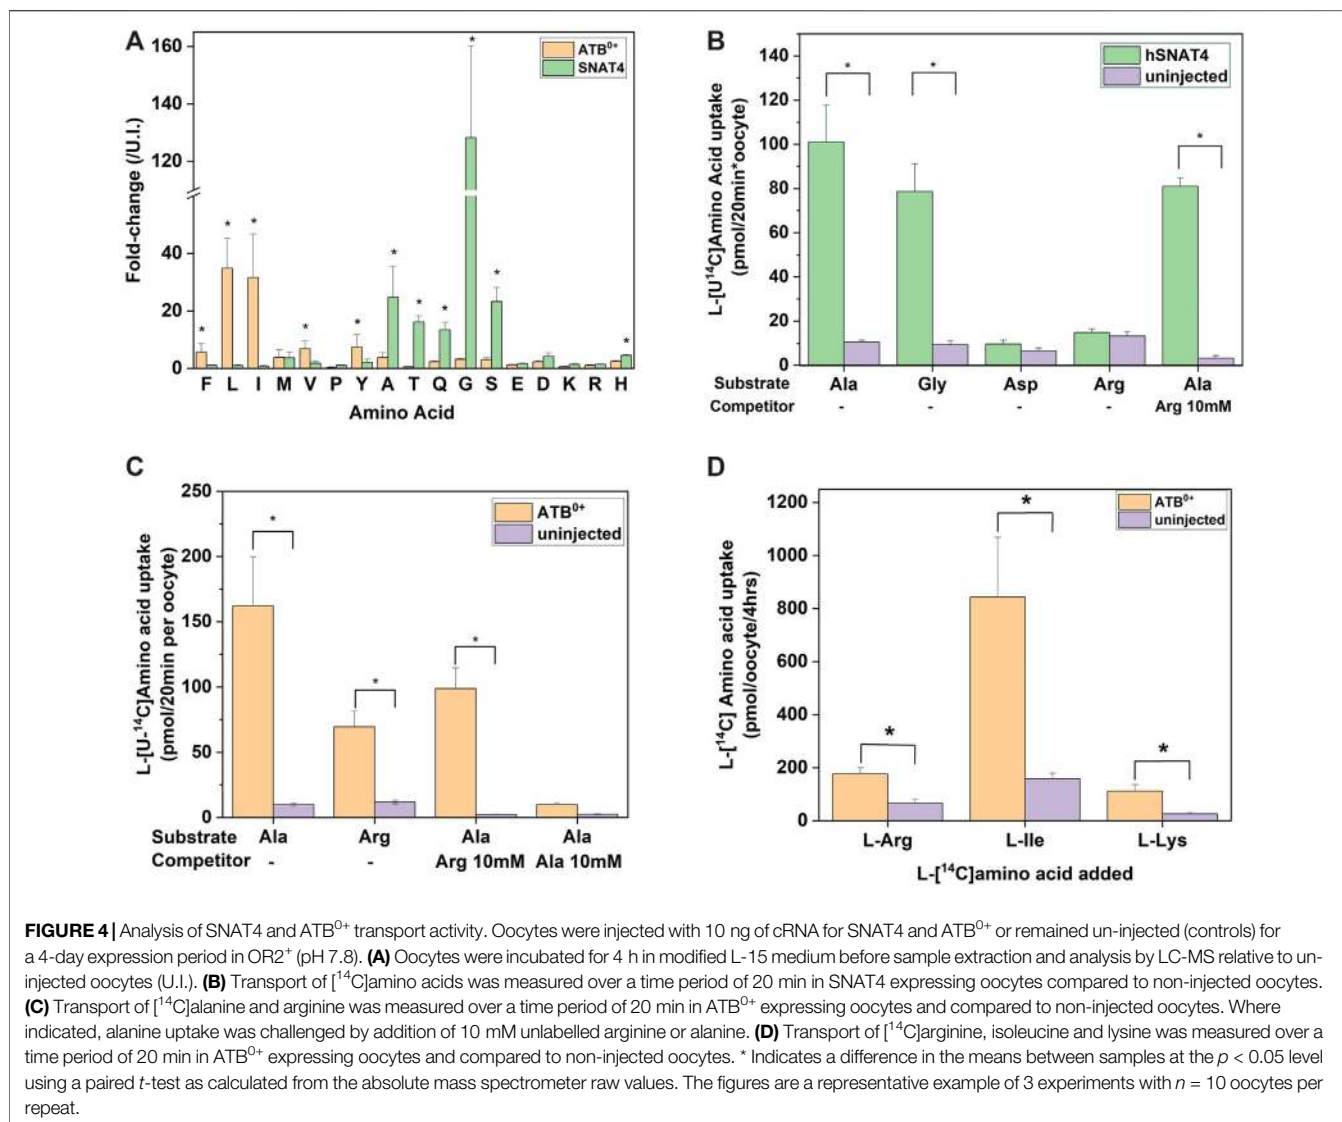 A
160
140
120
40
20
0
Fold-change (/U.I.)
ATB⁰⁺
SNAT4
*
* * * * * * * * * * *
F L I M V P Y A T Q G S E D K R H
Amino Acid
B
140
120
100
80
60
40
20
0
L-[U¹⁴C]Amino Acid uptake
(pmol/20min*oocyte)
hSNAT4
uninjected
* * *
Substrate Ala Gly Asp Arg Ala
Competitor - - - - Arg 10mM
C
250
200
150
100
50
0
L-[U-¹⁴C]Amino acid uptake
(pmol/20min per oocyte)
ATB⁰⁺
uninjected
* * *
Substrate Ala Arg Ala Ala
Competitor - - Arg 10mM Ala 10mM
D
1200
1000
800
600
400
200
0
L-[¹⁴C] Amino acid uptake
(pmol/oocyte/4hrs)
ATB⁰⁺
uninjected
* * *
L-Arg L-Ile L-Lys
L-[¹⁴C]amino acid added
FIGURE 4 | Analysis of SNAT4 and ATB⁰⁺ transport activity. Oocytes were injected with 10 ng of cRNA for SNAT4 and ATB⁰⁺ or remained un-injected (controls) for
a 4-day expression period in OR2⁺ (pH 7.8). (A) Oocytes were incubated for 4 h in modified L-15 medium before sample extraction and analysis by LC-MS relative to un-
injected oocytes (U.I.). (B) Transport of [¹⁴C]amino acids was measured over a time period of 20 min in SNAT4 expressing oocytes compared to non-injected oocytes.
(C) Transport of [¹⁴C]alanine and arginine was measured over a time period of 20 min in ATB⁰⁺ expressing oocytes and compared to non-injected oocytes. Where
indicated, alanine uptake was challenged by addition of 10 mM unlabelled arginine or alanine. (D) Transport of [¹⁴C]arginine, isoleucine and lysine was measured over a
time period of 20 min in ATB⁰⁺ expressing oocytes and compared to non-injected oocytes. * Indicates a difference in the means between samples at the p < 0.05 level
using a paired t-test as calculated from the absolute mass spectrometer raw values. The figures are a representative example of 3 experiments with n = 10 oocytes per
repeat.